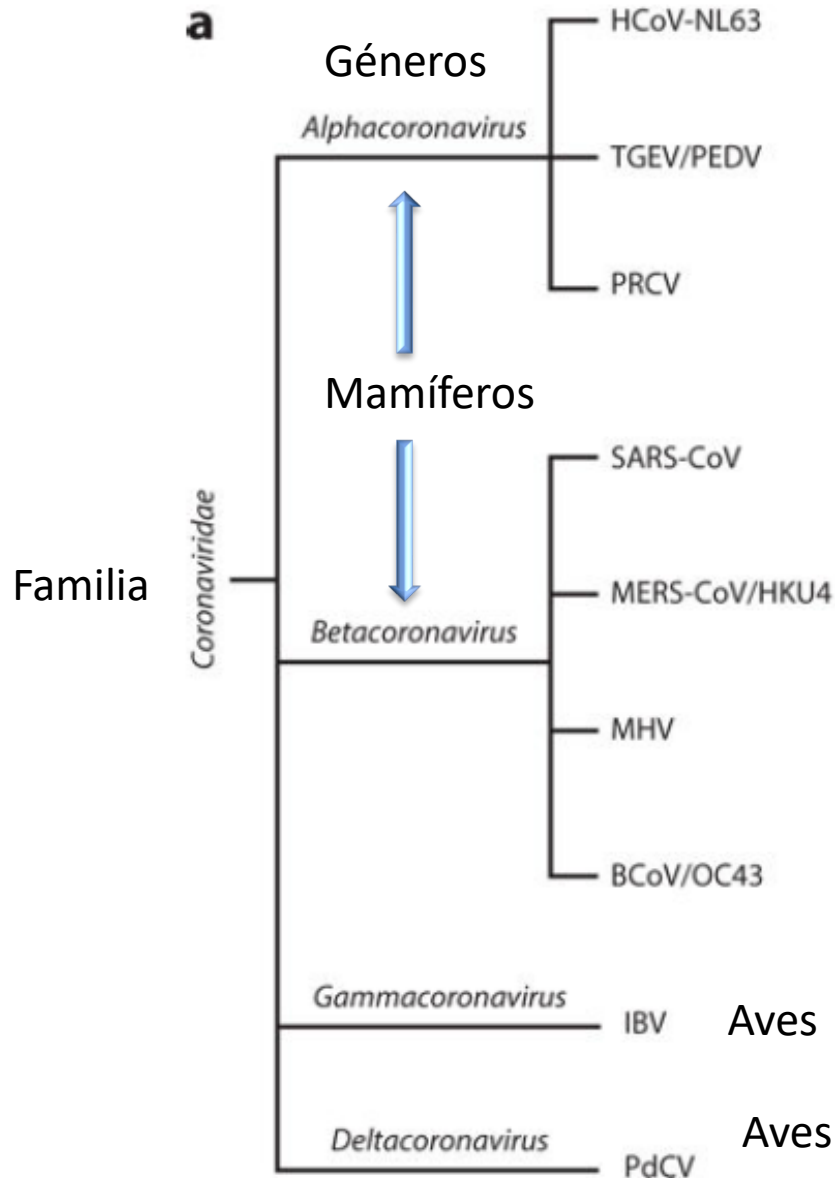 a
HCoV-NL63
Géneros
Alphacoronavirus
TGEV/PEDV
PRCV
Mamíferos
SARS-CoV
Coronaviridae
Familia
MERS-CoV/HKU4
Betacoronavirus
MHV
BCoV/OC43
Gammacoronavirus
IBV Aves
Deltacoronavirus
Aves
PdCV